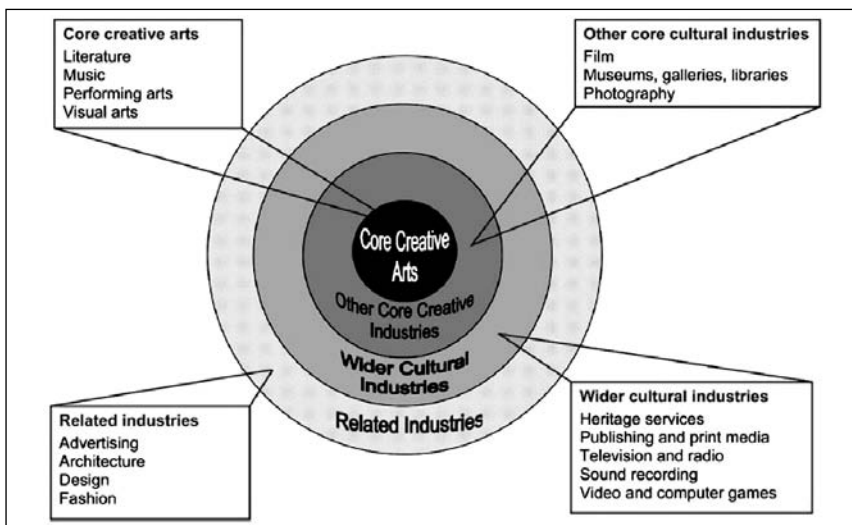 Core creative arts
Literature
Music
Performing arts
Visual arts
Other core cultural industries
Film
Museums, galleries, libraries
Photography
Core Creative
Arts
Other Core Creative
Industries
Wider Cultural
Industries
Related Industries
Related industries
Advertising
Architecture
Design
Fashion
Wider cultural industries
Heritage services
Publishing and print media
Television and radio
Sound recording
Video and computer games